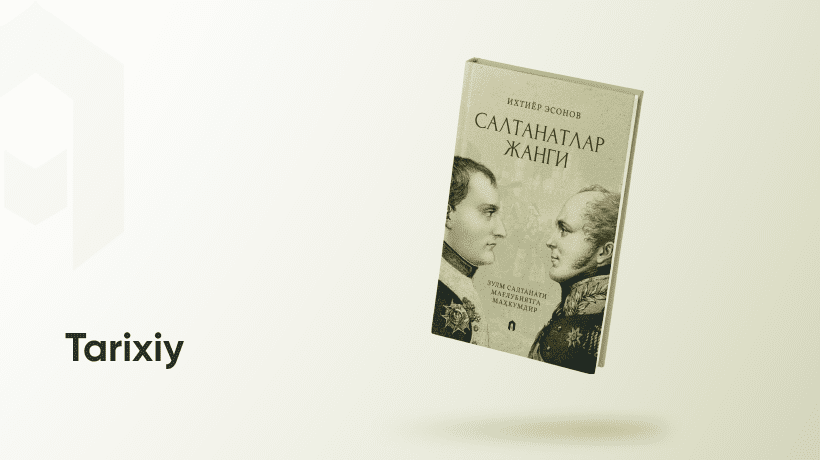 Tarixiy
ИХТИЁР ЭСОНОВ
САЛТАНАТЛАР
ЖАНГИ
ЗУЛМ САЛТАНАТИ
МАҒЛУБИЯТГА
МАҲКУМДИР